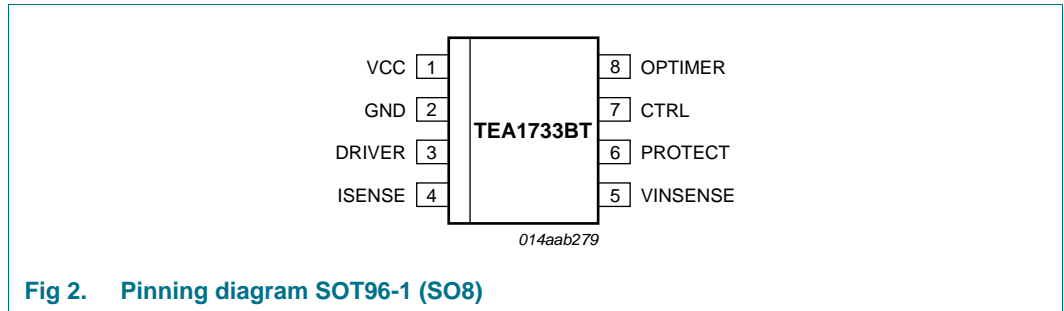 VCC 1 8 OPTIMER
GND 2 7 CTRL
TEA1733BT
DRIVER 3 6 PROTECT
ISENSE 4 5 VINSENSE
014aab279
Fig 2. Pinning diagram SOT96-1 (SO8)